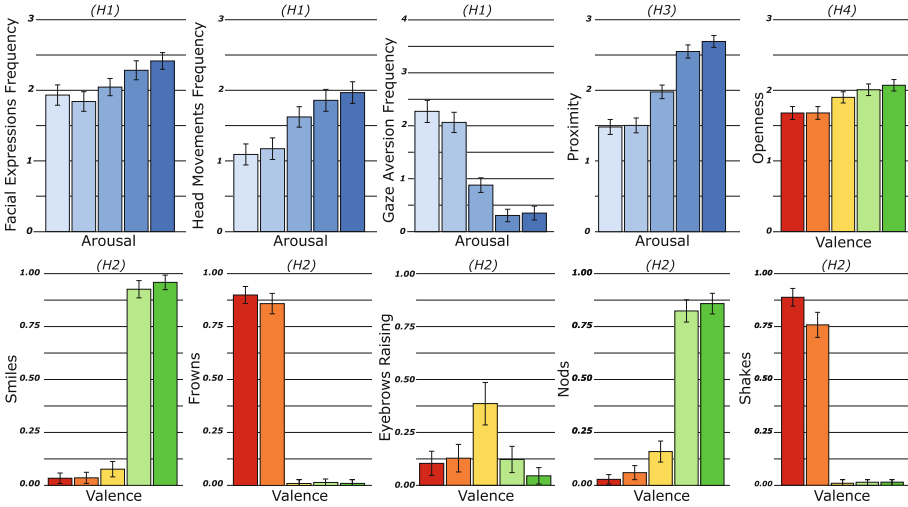 (H1)
Facial Expressions Frequency
3
2
1
0
Arousal
(H1)
Head Movements Frequency
3
2
1
0
Arousal
(H1)
Gaze Aversion Frequency
4
3
2
1
0
Arousal
(H3)
Proximity
3
2
1
0
Arousal
(H4)
Openness
3
2
1
0
Valence
(H2)
Smiles
1.00
0.75
0.50
0.25
0.00
Valence
(H2)
Frowns
1.00
0.75
0.50
0.25
0.00
Valence
(H2)
Eyebrows Raising
1.00
0.75
0.50
0.25
0.00
Valence
(H2)
Nods
1.00
0.75
0.50
0.25
0.00
Valence
(H2)
Shakes
1.00
0.75
0.50
0.25
0.00
Valence